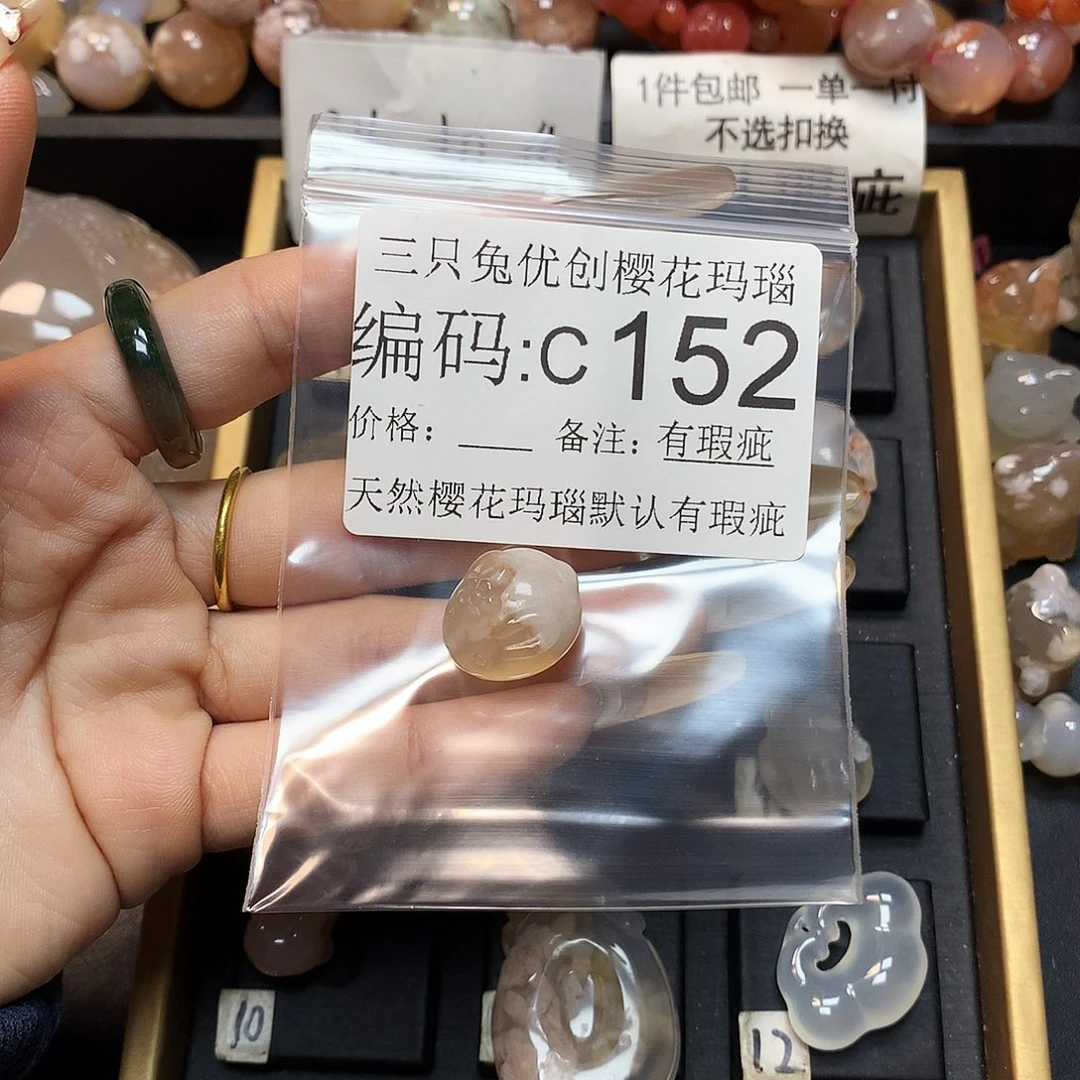 1件包邮 一单一付
不选扣换
疵
三只兔优创樱花玛瑙
编码:C152
价格：___ 备注：有瑕疵
天然樱花玛瑙默认有瑕疵
10
12